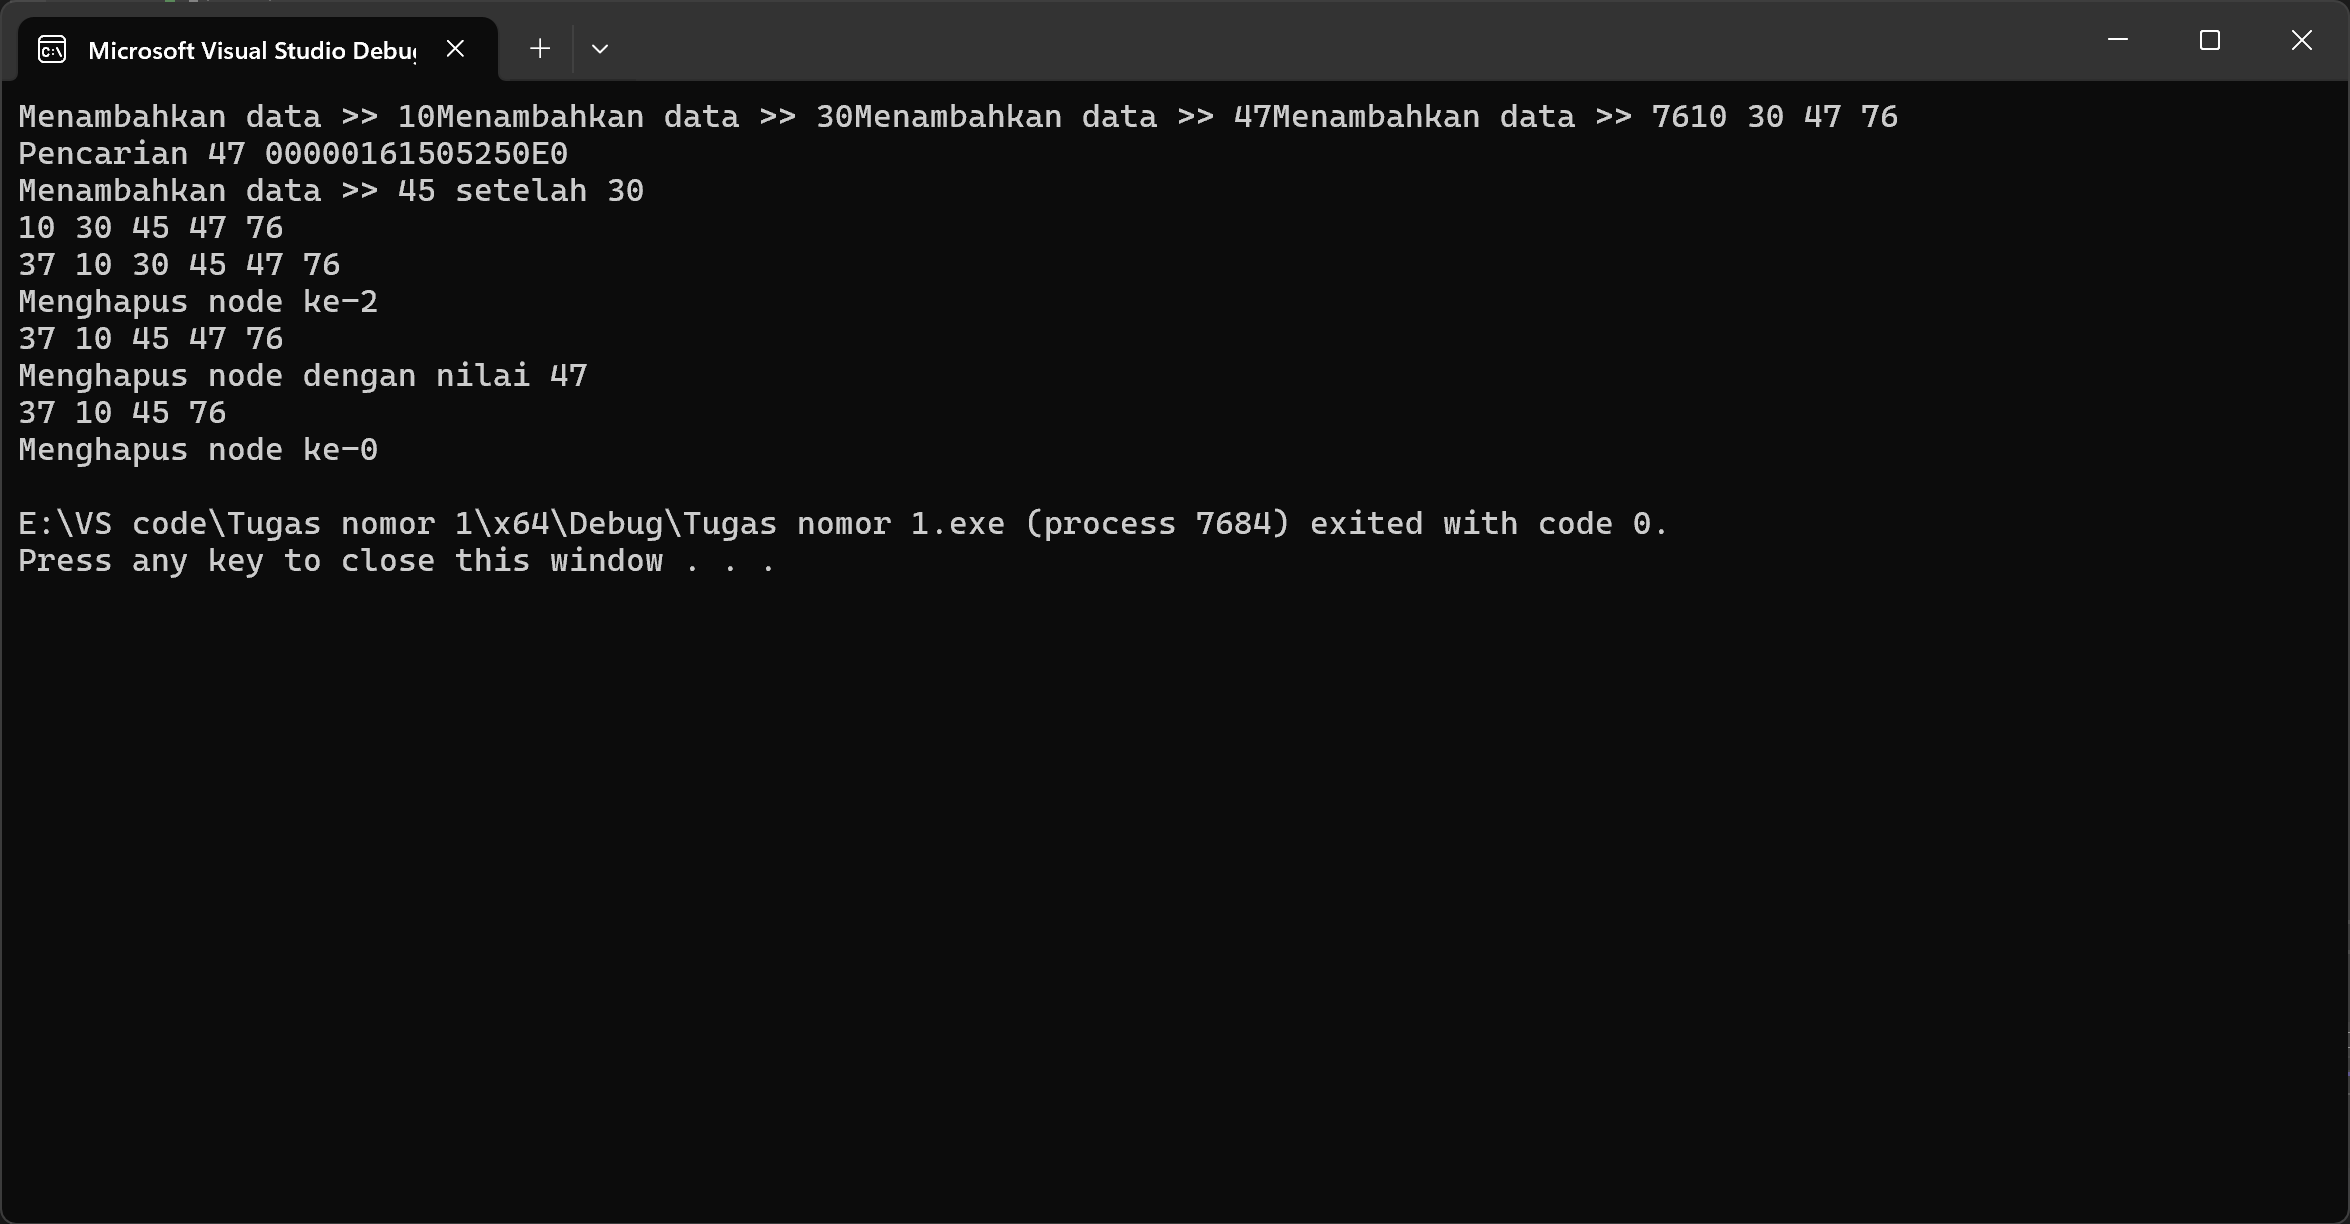 Microsoft Visual Studio Debu
Menambahkan data >> 10Menambahkan data >> 30Menambahkan data >> 47Menambahkan data >> 7610 30 47 76
Pencarian 47 00000161505250E0
Menambahkan data >> 45 setelah 30
10 30 45 47 76
37 10 30 45 47 76
Menghapus node ke-2
37 10 45 47 76
Menghapus node dengan nilai 47
37 10 45 76
Menghapus node ke-0
E:\VS code\Tugas nomor 1\x64\Debug\Tugas nomor 1.exe (process 7684) exited with code 0.
Press any key to close this window . . .